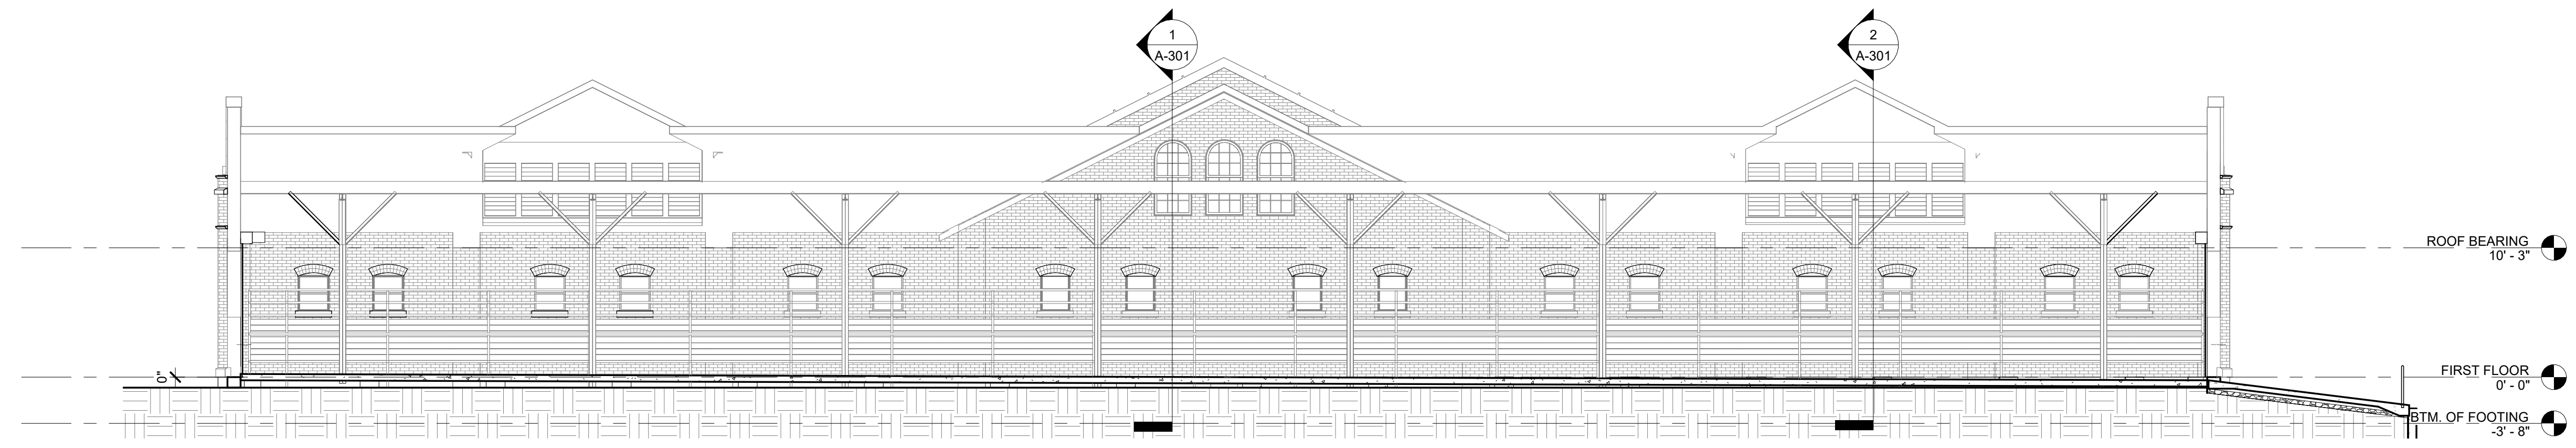 1
A-301
2
A-301
ROOF BEARING
10' - 3"
0"
FIRST FLOOR
0' - 0"
BTM. OF FOOTING
-3' - 8"